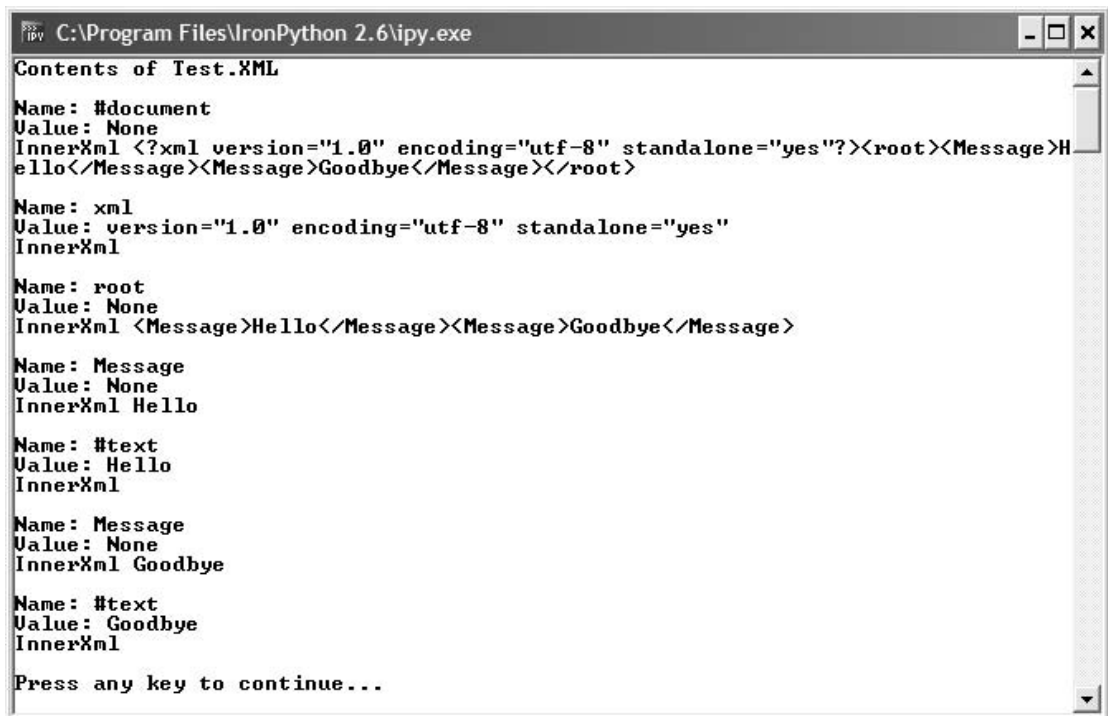 C:\Program Files\IronPython 2.6\ipy.exe
Contents of Test.XML
Name: #document
Value: None
InnerXml <?xml version="1.0" encoding="utf-8" standalone="yes"?><root><Message>H
ello</Message><Message>Goodbye</Message></root>
Name: xml
Value: version="1.0" encoding="utf-8" standalone="yes"
InnerXml
Name: root
Value: None
InnerXml <Message>Hello</Message><Message>Goodbye</Message>
Name: Message
Value: None
InnerXml Hello
Name: #text
Value: Hello
InnerXml
Name: Message
Value: None
InnerXml Goodbye
Name: #text
Value: Goodbye
InnerXml
Press any key to continue...